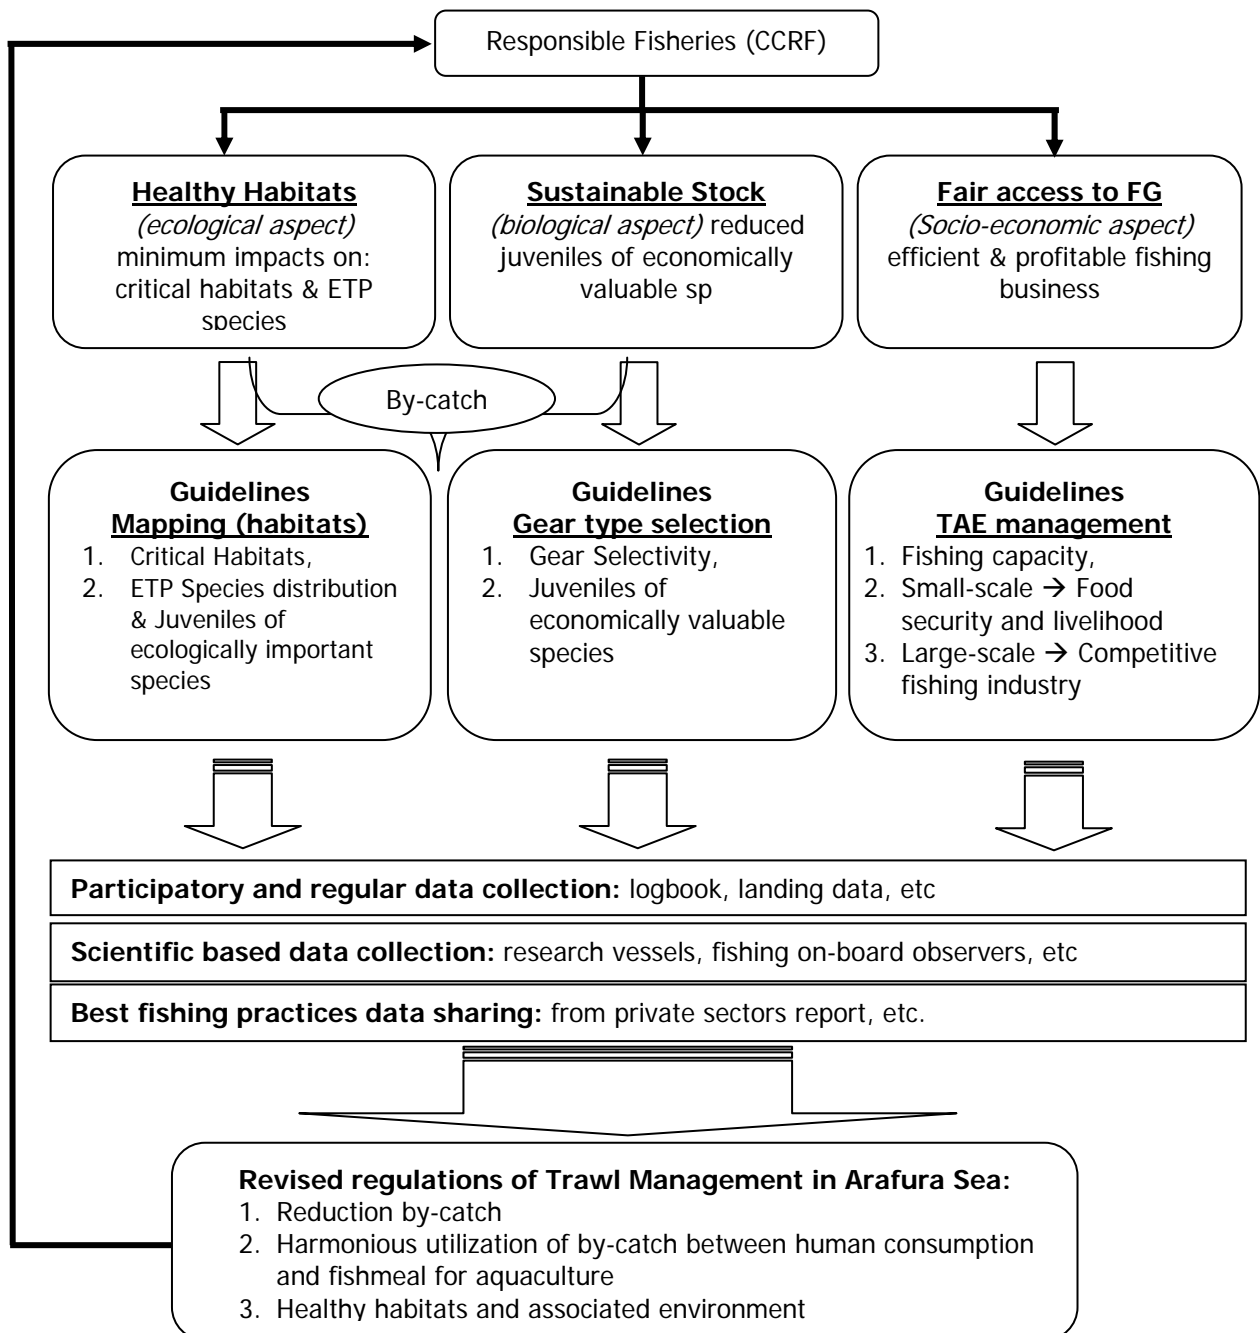 Responsible Fisheries (CCRF)
Healthy Habitats
(ecological aspect)
minimum impacts on:
critical habitats & ETP
species
Sustainable Stock
(biological aspect) reduced
juveniles of economically
valuable sp
Fair access to FG
(Socio-economic aspect)
efficient & profitable fishing
business
By-catch
Guidelines
Mapping (habitats)
1. Critical Habitats,
2. ETP Species distribution
& Juveniles of
ecologically important
species
Guidelines
Gear type selection
1. Gear Selectivity,
2. Juveniles of
economically valuable
species
Guidelines
TAE management
1. Fishing capacity,
2. Small-scale → Food
security and livelihood
3. Large-scale → Competitive
fishing industry
Participatory and regular data collection: logbook, landing data, etc
Scientific based data collection: research vessels, fishing on-board observers, etc
Best fishing practices data sharing: from private sectors report, etc.
Revised regulations of Trawl Management in Arafura Sea:
1. Reduction by-catch
2. Harmonious utilization of by-catch between human consumption
and fishmeal for aquaculture
3. Healthy habitats and associated environment